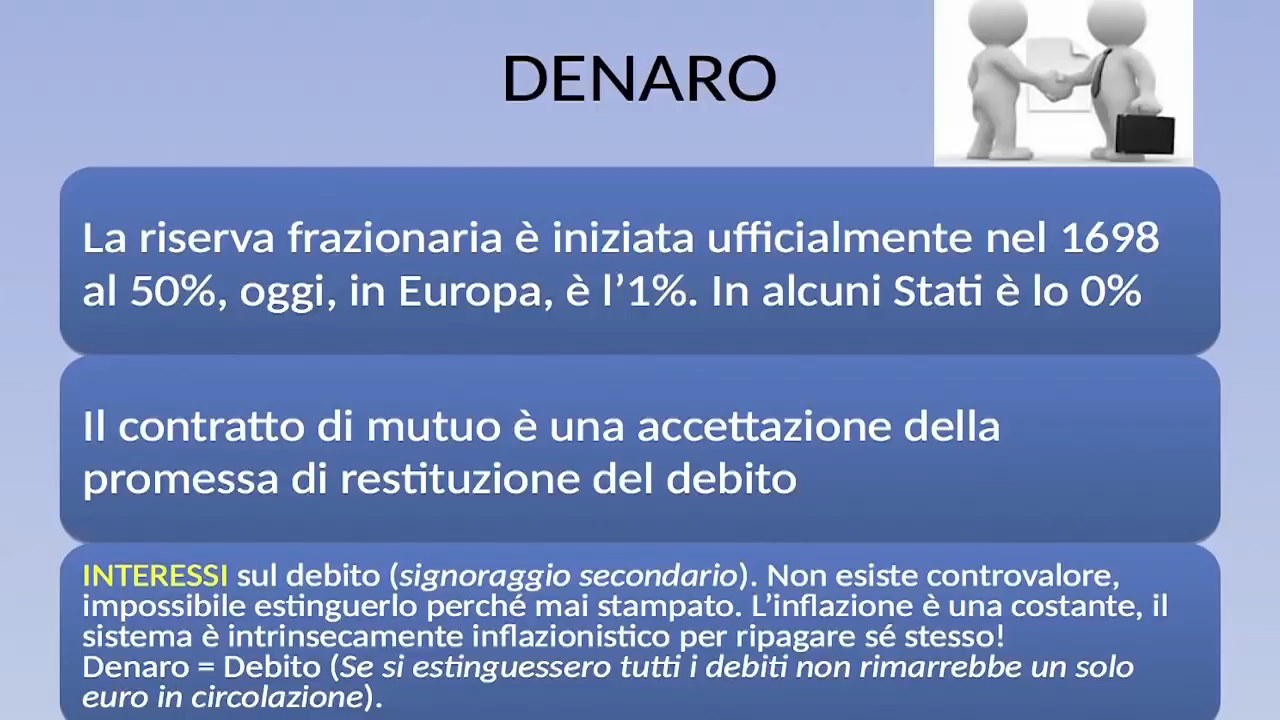 DENARO
La riserva frazionaria è iniziata ufficialmente nel 1698
al 50%, oggi, in Europa, è l’1%. In alcuni Stati è lo 0%
Il contratto di mutuo è una accettazione della
promessa di restituzione del debito
INTERESSI sul debito (signoraggio secondario). Non esiste controvalore,
impossibile estinguerlo perché mai stampato. L’inflazione è una costante, il
sistema è intrinsecamente inflazionistico per ripagare sé stesso!
Denaro = Debito (Se si estinguessero tutti i debiti non rimarrebbe un solo
euro in circolazione).